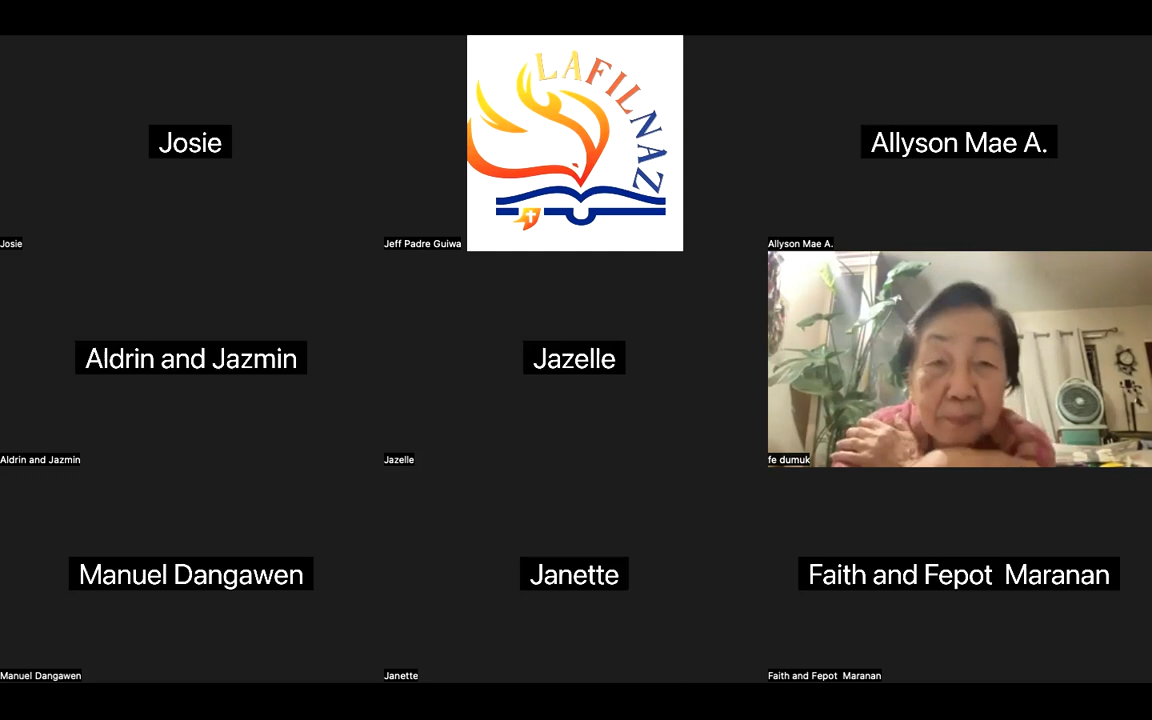 Josie
LAFILNAZ
Allyson Mae A.
Josie
Jeff Padre Guiwa
Allyson Mae A.
Aldrin and Jazmin
Jazelle
Aldrin and Jazmin
Jazelle
fe dumuk
Manuel Dangawen
Janette
Faith and Fepot Maranan
Manuel Dangawen
Janette
Faith and Fepot Maranan